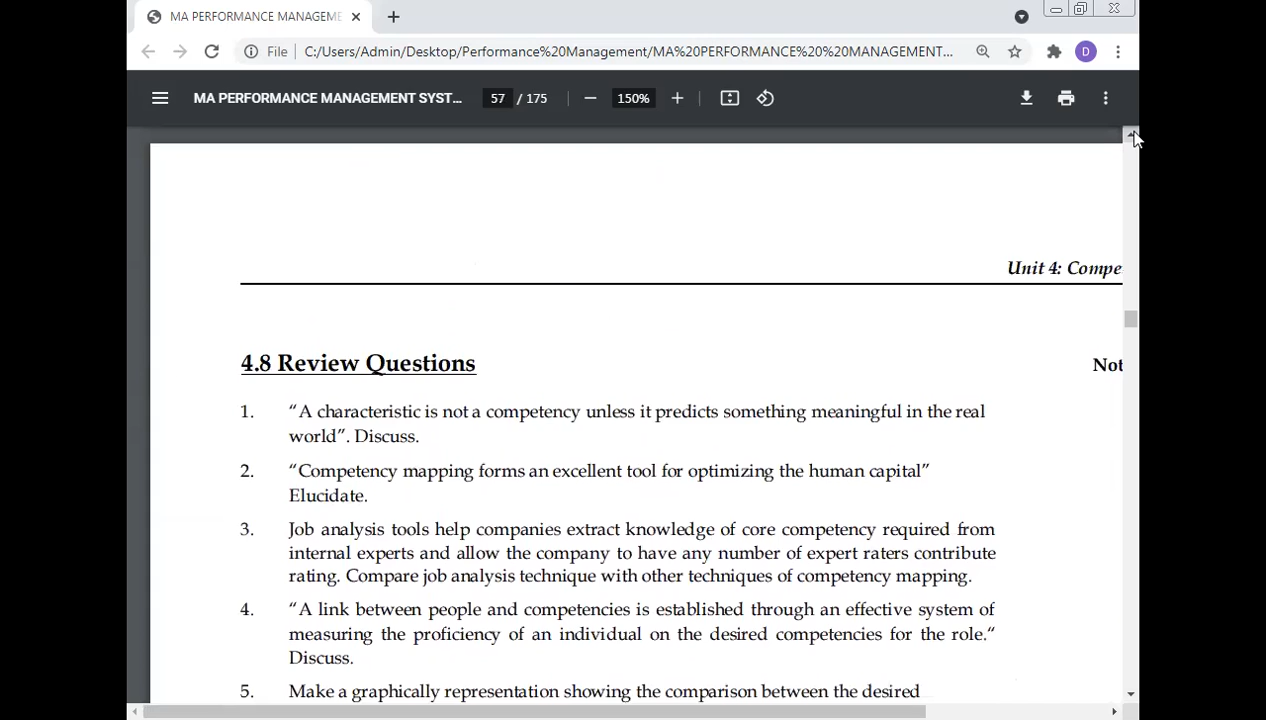 MA PERFORMANCE MANAGEME
File C:/Users/Admin/Desktop/Performance%20Management/MA%20PERFORMANCE%20%20MANAGEMENT... D
MA PERFORMANCE MANAGEMENT SYST... 57 / 175 150%
Unit 4: Compe
4.8 Review Questions
Not
1. “A characteristic is not a competency unless it predicts something meaningful in the real
world”. Discuss.
2. “Competency mapping forms an excellent tool for optimizing the human capital”
Elucidate.
3. Job analysis tools help companies extract knowledge of core competency required from
internal experts and allow the company to have any number of expert raters contribute
rating. Compare job analysis technique with other techniques of competency mapping.
4. “A link between people and competencies is established through an effective system of
measuring the proficiency of an individual on the desired competencies for the role.“
Discuss.
5. Make a graphically representation showing the comparison between the desired